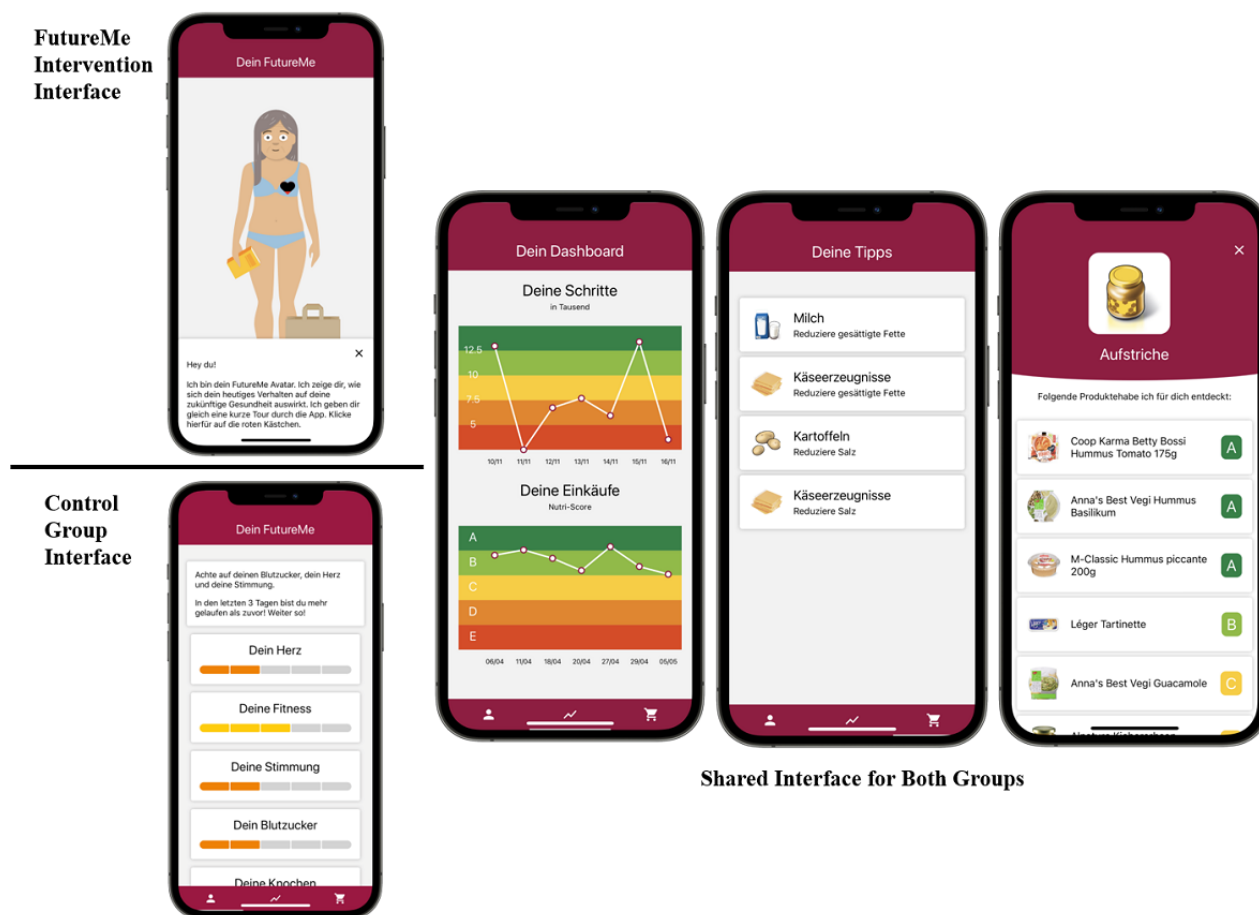 FutureMe
Intervention
Interface
Dein FutureMe
Hey du!
Ich bin dein FutureMe Avatar. Ich zeige dir, wie
sich dein heutiges Verhalten auf deine
zukünftige Gesundheit auswirkt. Ich geben dir
gleich eine kurze Tour durch die App. Klicke
hierfür auf die roten Kästchen.
Control
Group
Interface
Dein FutureMe
Achte auf deinen Blutzucker, dein Herz
und deine Stimmung.
In den letzten 3 Tagen bist du mehr
gelaufen als zuvor! Weiter so!
Dein Herz
Deine Fitness
Deine Stimmung
Dein Blutzucker
Deine Knochen
Dein Dashboard
Deine Schritte
in Tausend
12.5
10
7.5
5
10/11 11/11 12/11 13/11 14/11 15/11 16/11
Deine Einkäufe
Nutri-Score
A
B
C
D
E
06/04 11/04 18/04 20/04 27/04 29/04 05/05
Deine Tipps
Milch
Reduziere gesättigte Fette
Käseerzeugnisse
Reduziere gesättigte Fette
Kartoffeln
Reduziere Salz
Käseerzeugnisse
Reduziere Salz
Aufstriche
Folgende Produktehabe ich für dich entdeckt:
Coop Karma Betty Bossi
Hummus Tomato 175g
A
Anna's Best Vegi Hummus
Basilikum
A
M-Classic Hummus piccante
200g
A
Léger Tartinette
B
Anna's Best Vegi Guacamole
C
Shared Interface for Both Groups